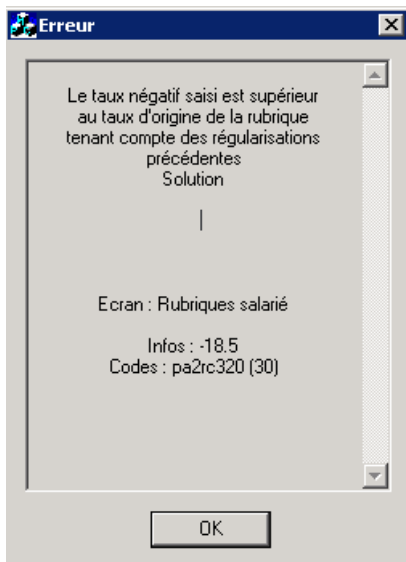 Erreur
Le taux négatif saisi est supérieur
au taux d'origine de la rubrique
tenant compte des régularisations
précédentes
Solution
Ecran : Rubriques salarié
Infos : -18.5
Codes : pa2rc320 (30)
OK